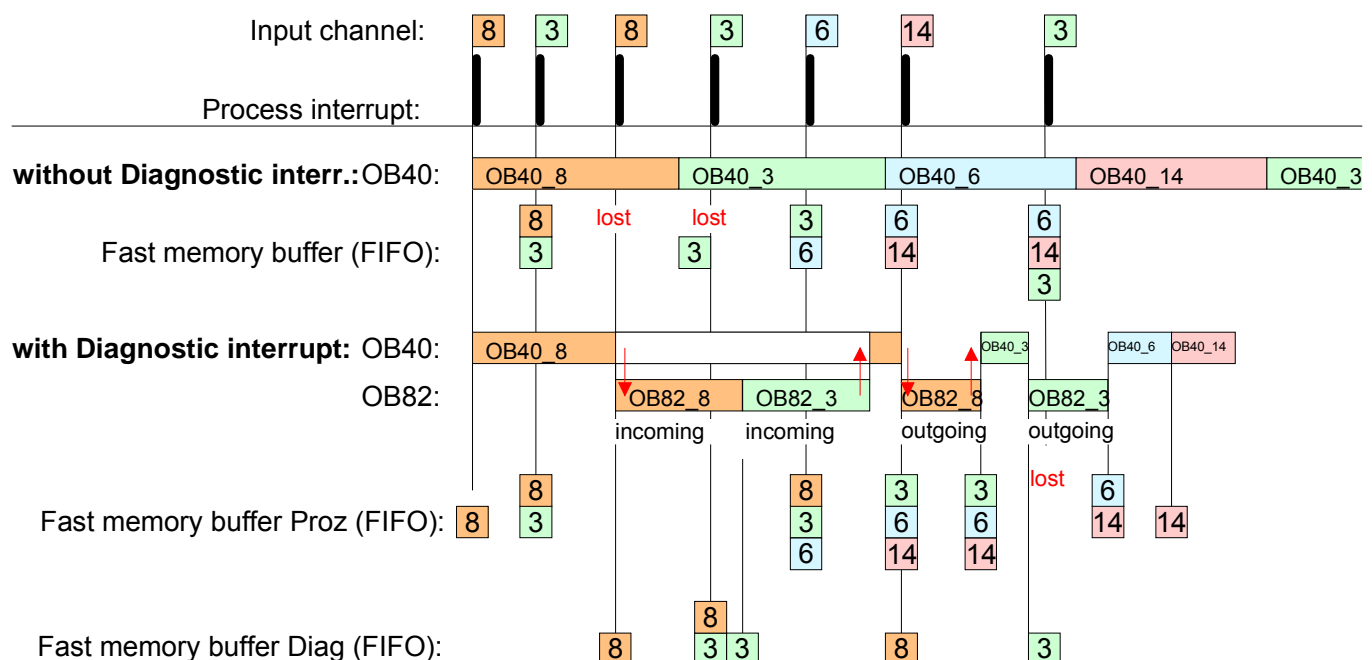 Input channel: 8 3 8 3 6 14 3
Process interrupt:
without Diagnostic interr.: OB40: OB40_8 OB40_3 OB40_6 OB40_14 OB40_3
8 lost lost 3 6 6
Fast memory buffer (FIFO): 3 3 6 14 14
3
with Diagnostic interrupt: OB40: OB40_8 OB40_3 OB40_6 OB40_14
OB82: OB82_8 OB82_3 OB82_8 OB82_3
incoming incoming outgoing outgoing
lost
8 8 3 3 6
Fast memory buffer Proz (FIFO): 8 3 3 6 6 14 14
6 14 14
8
Fast memory buffer Diag (FIFO): 8 3 3 8 3